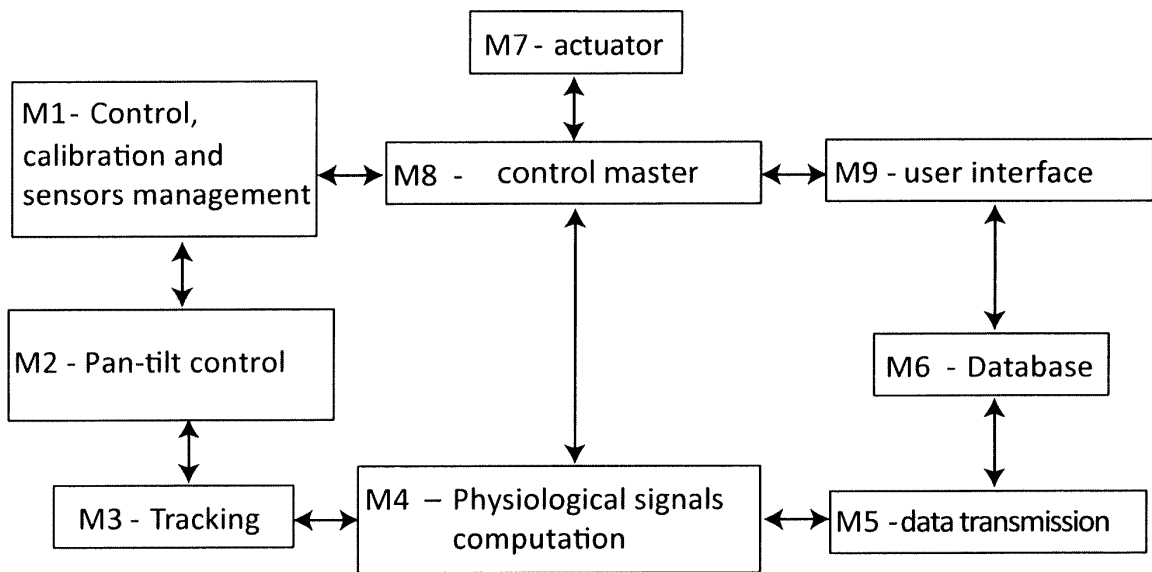 M7 - actuator
M1- Control,
calibration and
sensors management
M8 - control master
M9 - user interface
M2 - Pan-tilt control
M6 - Database
M3 - Tracking
M4 – Physiological signals
computation
M5 - data transmission